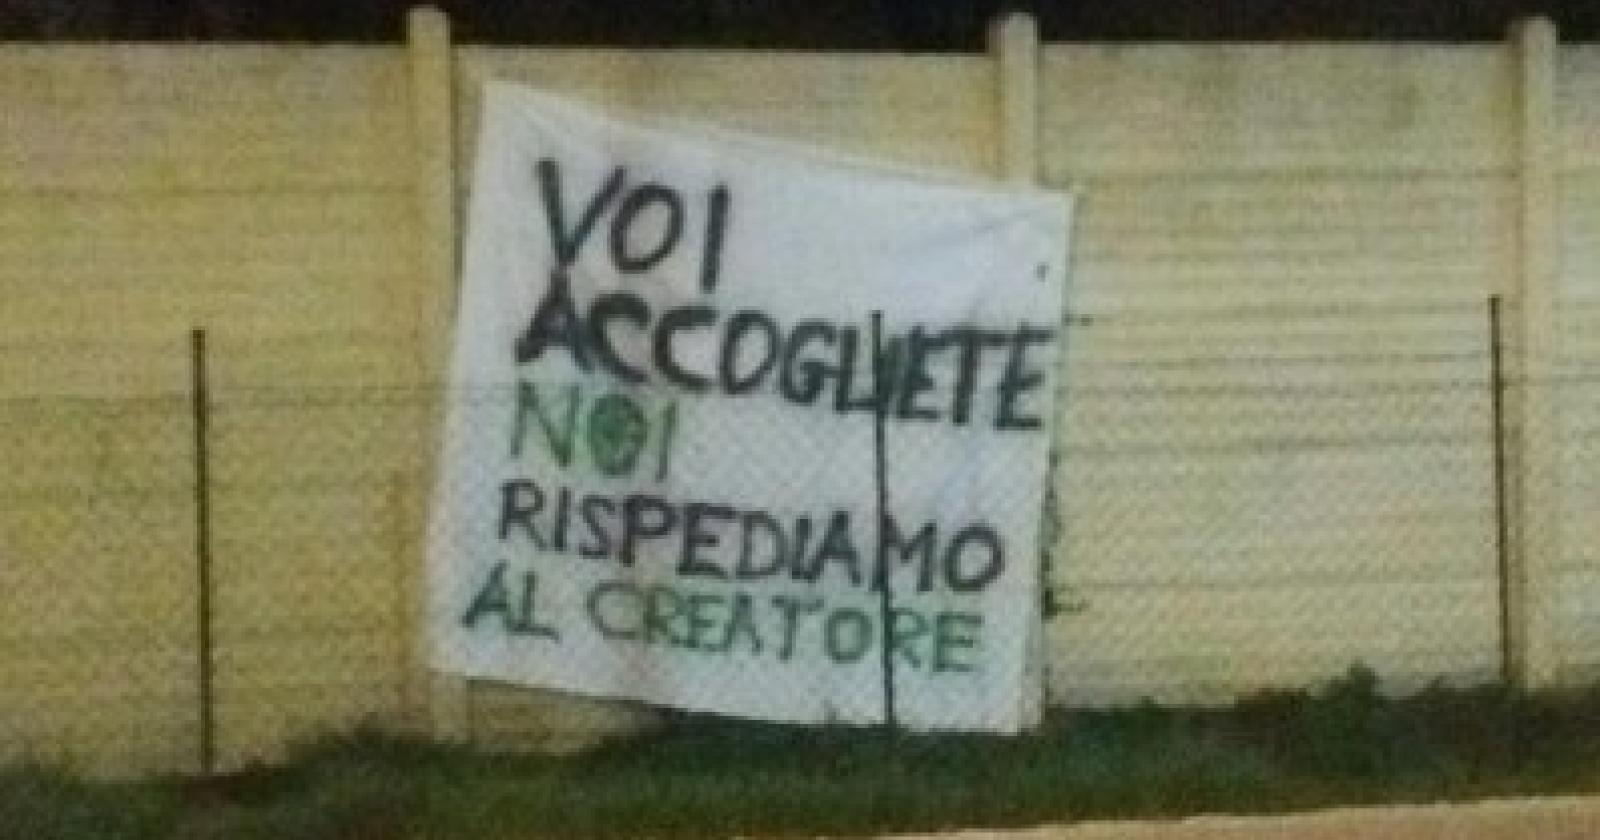 VOI
ACCOGLIETE
NOI
RISPEDIAMO
AL CREATORE